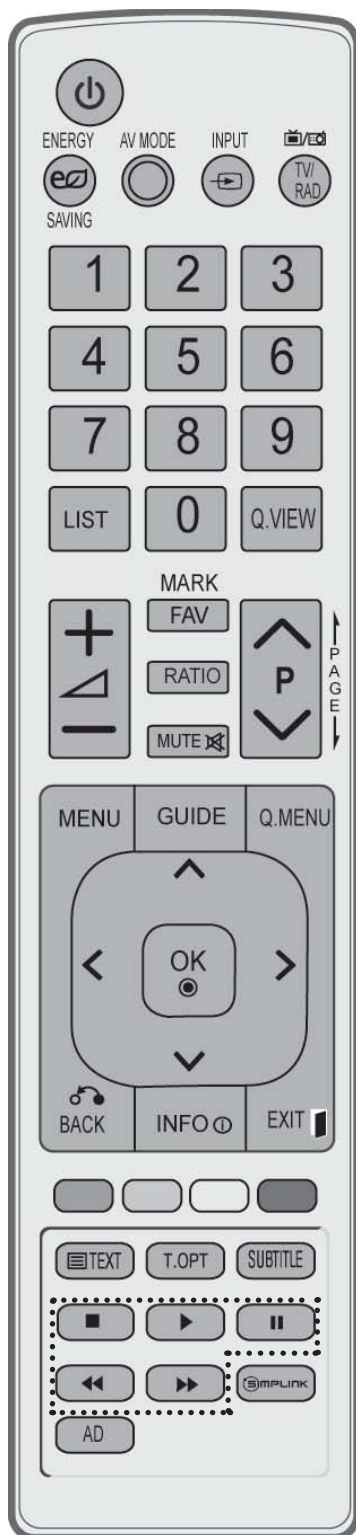 ENERGY AV MODE INPUT
TV/
RAD
SAVING
1 2 3
4 5 6
7 8 9
LIST 0 Q.VIEW
MARK
FAV
P
PAGE
RATIO
MUTE
MENU GUIDE Q.MENU
OK
BACK INFO EXIT
TEXT T.OPT SUBTITLE
SIMPLINK
AD